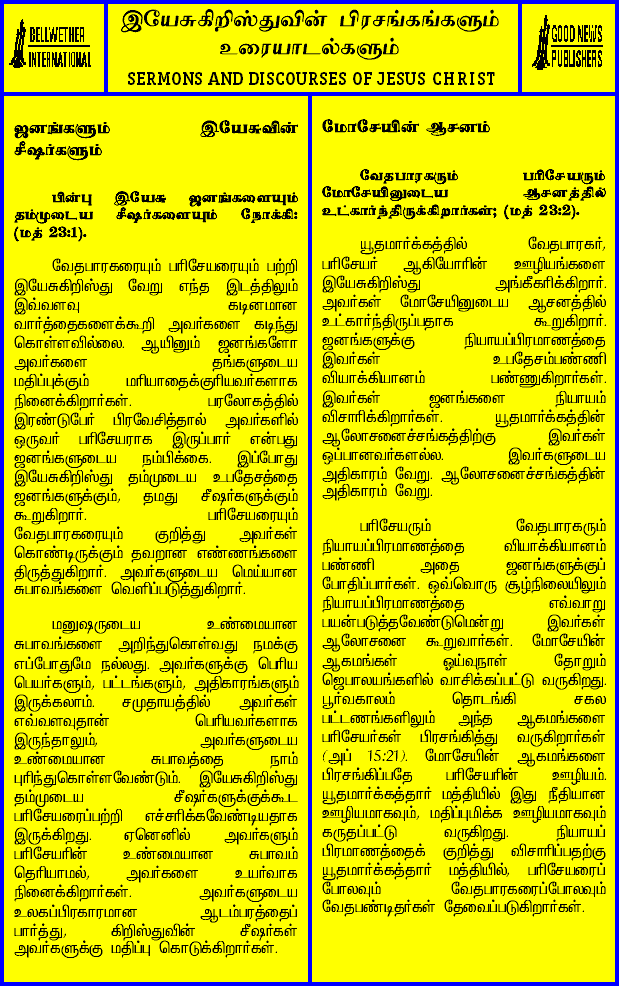 BELLWETHER
INTERNATIONAL
இயேசுகிறிஸ்துவின் பிரசங்கங்களும்
உரையாடல்களும்
SERMONS AND DISCOURSES OF JESUS CHRIST
GOOD NEWS
PUBLISHERS
ஜனங்களும் இயேசுவின்
சீஷர்களும்
பின்பு இயேசு ஜனங்களையும்
தம்முடைய சீஷர்களையும் நோக்கி:
(மத் 23:1).
வேதபாரகரையும் பரிசேயரையும் பற்றி
இயேசுகிறிஸ்து வேறு எந்த இடத்திலும்
இவ்வளவு கடினமான
வார்த்தைகளைக்கூறி அவர்களை கடிந்து
கொள்ளவில்லை. ஆயினும் ஜனங்களோ
அவர்களை தங்களுடைய
மதிப்புக்கும் மரியாதைக்குரியவர்களாக
நினைக்கிறார்கள். பரலோகத்தில்
இரண்டுபேர் பிரவேசித்தால் அவர்களில்
ஒருவர் பரிசேயராக இருப்பார் என்பது
ஜனங்களுடைய நம்பிக்கை. இப்போது
இயேசுகிறிஸ்து தம்முடைய உபதேசத்தை
ஜனங்களுக்கும், தமது சீஷர்களுக்கும்
கூறுகிறார். பரிசேயரையும்
வேதபாரகரையும் குறித்து அவர்கள்
கொண்டிருக்கும் தவறான எண்ணங்களை
திருத்துகிறார். அவர்களுடைய மெய்யான
சுபாவங்களை வெளிப்படுத்துகிறார்.
மனுஷருடைய உண்மையான
சுபாவங்களை அறிந்துகொள்வது நமக்கு
எப்போதுமே நல்லது. அவர்களுக்கு பெரிய
பெயர்களும், பட்டங்களும், அதிகாரங்களும்
இருக்கலாம். சமுதாயத்தில் அவர்கள்
எவ்வளவுதான் பெரியவர்களாக
இருந்தாலும், அவர்களுடைய
உண்மையான சுபாவத்தை நாம்
புரிந்துகொள்ளவேண்டும். இயேசுகிறிஸ்து
தம்முடைய சீஷர்களுக்குக்கூட
பரிசேயரைப்பற்றி எச்சரிக்கவேண்டியதாக
இருக்கிறது. ஏனெனில் அவர்களும்
பரிசேயரின் உண்மையான சுபாவம்
தெரியாமல், அவர்களை உயர்வாக
நினைக்கிறார்கள். அவர்களுடைய
உலகப்பிரகாரமான ஆடம்பரத்தைப்
பார்த்து, கிறிஸ்துவின் சீஷர்கள்
அவர்களுக்கு மதிப்பு கொடுக்கிறார்கள்.
மோசேயின் ஆசனம்
வேதபாரகரும் பரிசேயரும்
மோசேயினுடைய ஆசனத்தில்
உட்கார்ந்திருக்கிறார்கள்; (மத் 23:2).
யூதமார்க்கத்தில் வேதபாரகர்,
பரிசேயர் ஆகியோரின் ஊழியங்களை
இயேசுகிறிஸ்து அங்கீகரிக்கிறார்.
அவர்கள் மோசேயினுடைய ஆசனத்தில்
உட்கார்ந்திருப்பதாக கூறுகிறார்.
ஜனங்களுக்கு நியாயப்பிரமாணத்தை
இவர்கள் உபதேசம்பண்ணி
வியாக்கியானம் பண்ணுகிறார்கள்.
இவர்கள் ஜனங்களை நியாயம்
விசாரிக்கிறார்கள். யூதமார்க்கத்தின்
ஆலோசனைச்சங்கத்திற்கு இவர்கள்
ஒப்பானவர்களல்ல. இவர்களுடைய
அதிகாரம் வேறு. ஆலோசனைச்சங்கத்தின்
அதிகாரம் வேறு.
பரிசேயரும் வேதபாரகரும்
நியாயப்பிரமாணத்தை வியாக்கியானம்
பண்ணி அதை ஜனங்களுக்குப்
போதிப்பார்கள். ஒவ்வொரு சூழ்நிலையிலும்
நியாயப்பிரமாணத்தை எவ்வாறு
பயன்படுத்தவேண்டுமென்று இவர்கள்
ஆலோசனை கூறுவார்கள். மோசேயின்
ஆகமங்கள் ஓய்வுநாள் தோறும்
ஜெபாலயங்களில் வாசிக்கப்பட்டு வருகிறது.
பூர்வகாலம் தொடங்கி சகல
பட்டணங்களிலும் அந்த ஆகமங்களை
பரிசேயர்கள் பிரசங்கித்து வருகிறார்கள்
(அப் 15:21). மோசேயின் ஆகமங்களை
பிரசங்கிப்பதே பரிசேயரின் ஊழியம்.
யூதமார்க்கத்தார் மத்தியில் இது நீதியான
ஊழியமாகவும், மதிப்புமிக்க ஊழியமாகவும்
கருதப்பட்டு வருகிறது. நியாயப்
பிரமாணத்தைக் குறித்து விசாரிப்பதற்கு
யூதமார்க்கத்தார் மத்தியில், பரிசேயரைப்
போலவும் வேதபாரகரைப்போலவும்
வேதபண்டிதர்கள் தேவைப்படுகிறார்கள்.